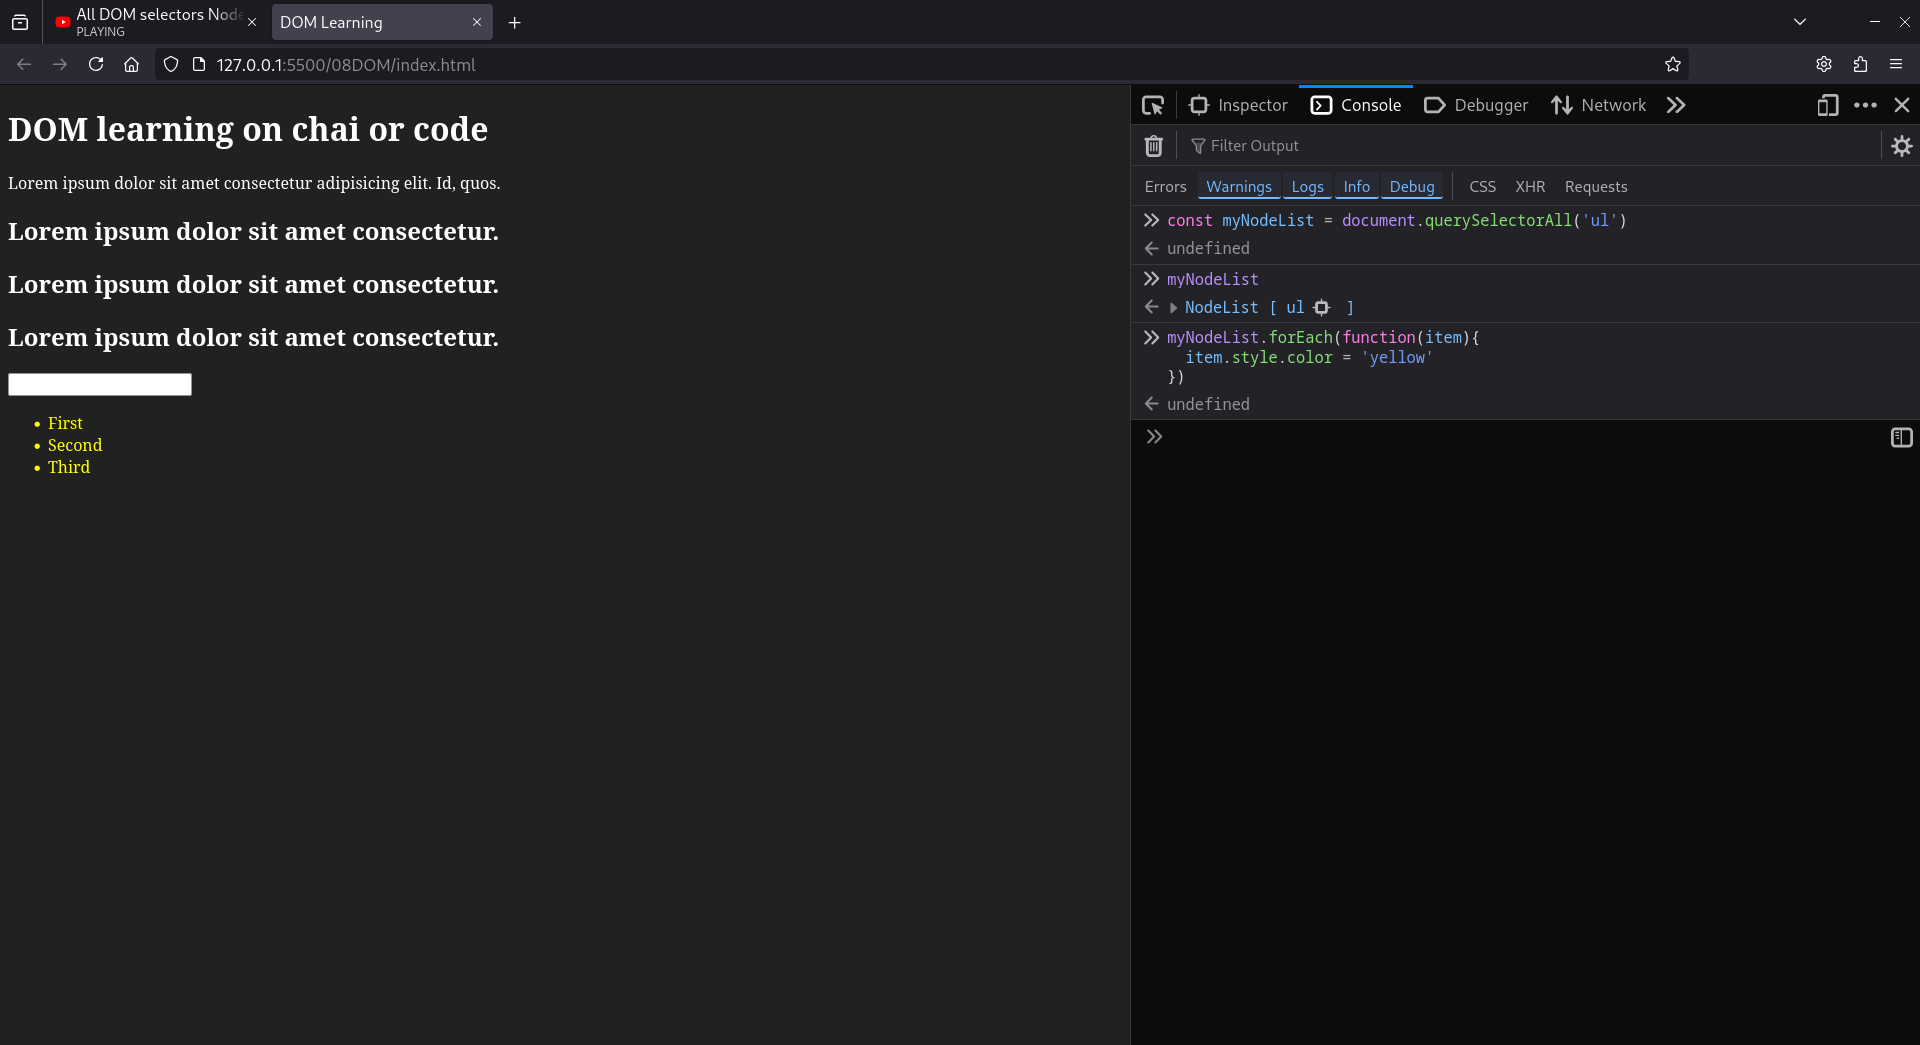 All DOM selectors Node
PLAYING
DOM Learning
127.0.0.1:5500/08DOM/index.html
DOM learning on chai or code
Lorem ipsum dolor sit amet consectetur adipisicing elit. Id, quos.
Lorem ipsum dolor sit amet consectetur.
Lorem ipsum dolor sit amet consectetur.
Lorem ipsum dolor sit amet consectetur.
• First
• Second
• Third
Inspector Console Debugger Network
Filter Output
Errors Warnings Logs Info Debug CSS XHR Requests
const myNodeList = document.querySelectorAll('ul')
undefined
myNodeList
NodeList [ ul ]
myNodeList.forEach(function(item){
item.style.color = 'yellow'
})
undefined